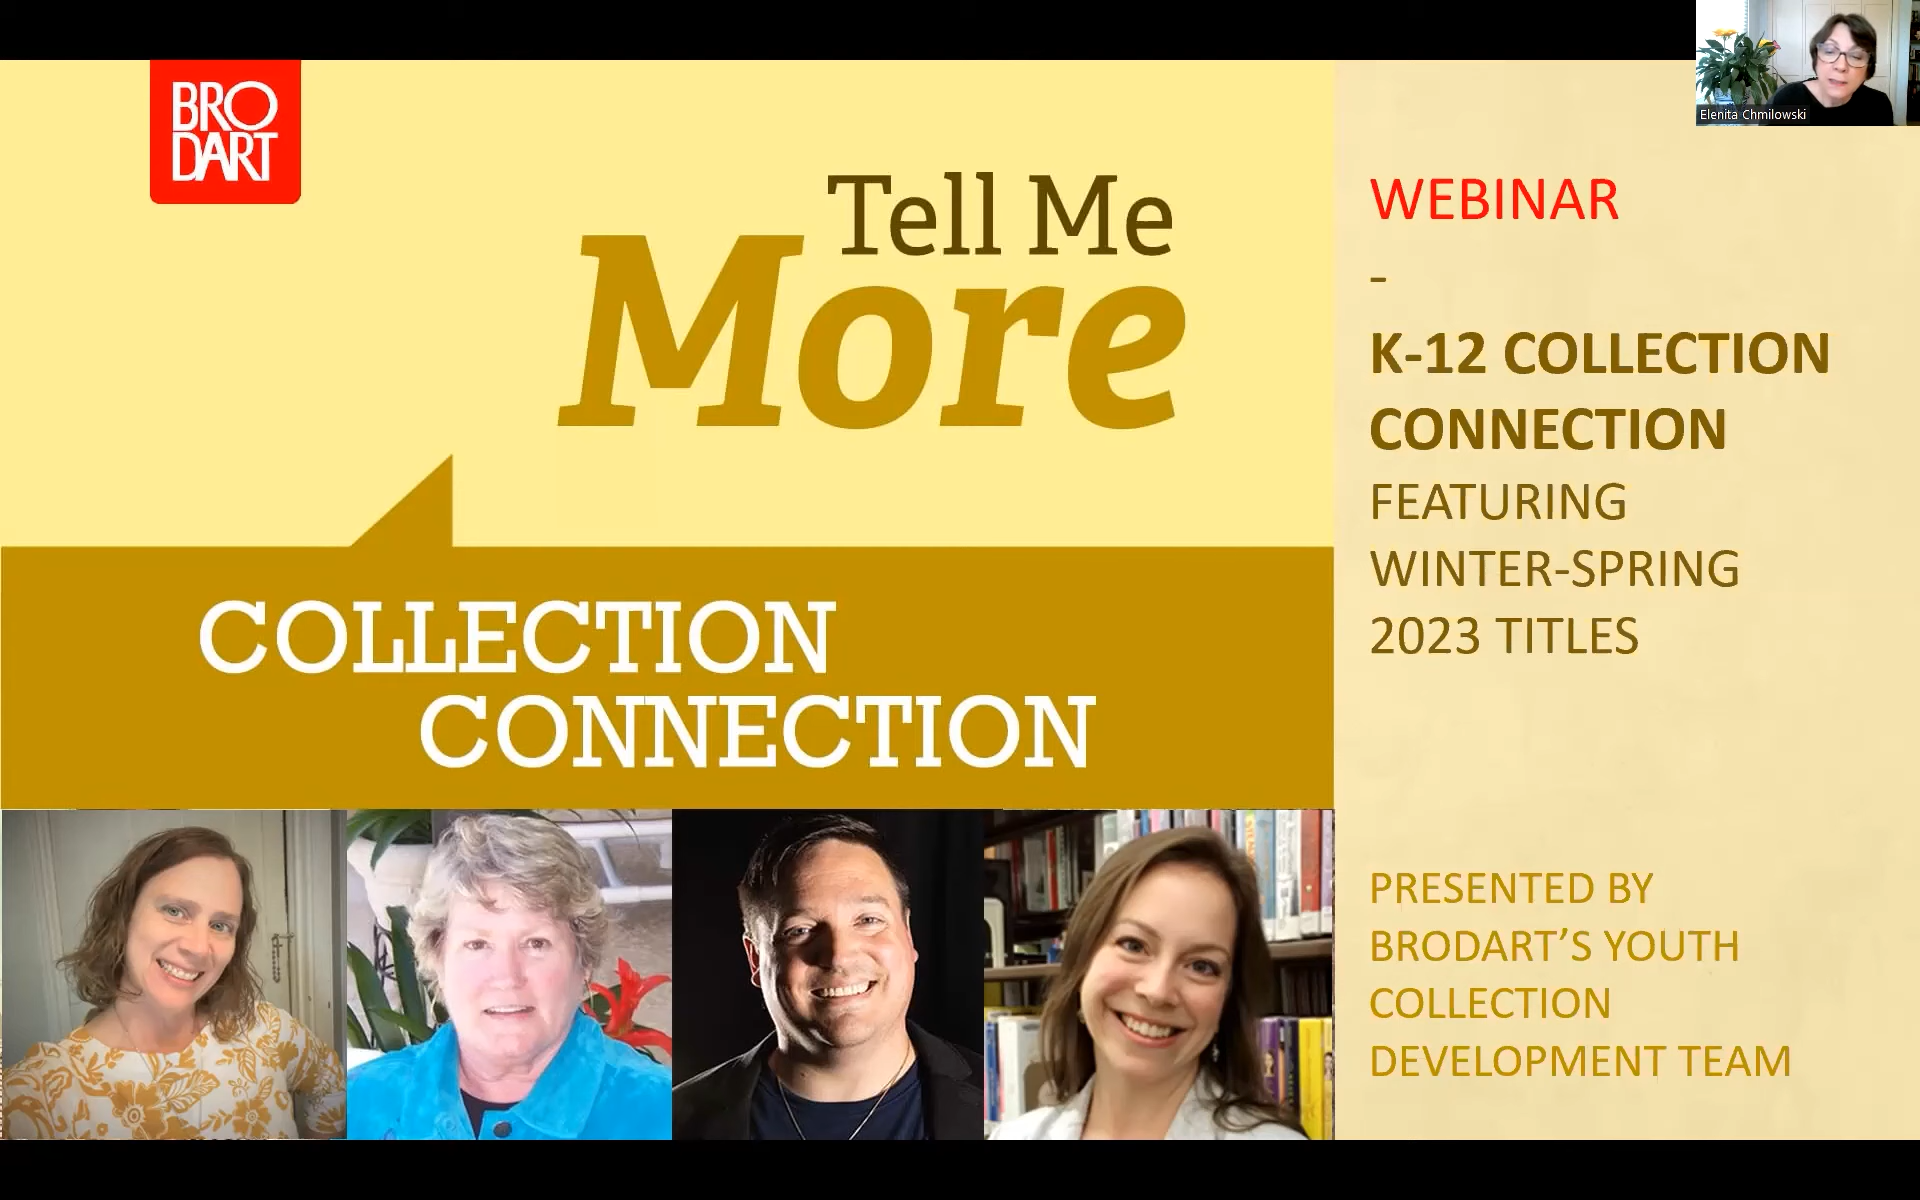 BRO
DART
Tell Me
More
COLLECTION
CONNECTION
Elenita Chmilowski
WEBINAR
-
K-12 COLLECTION
CONNECTION
FEATURING
WINTER-SPRING
2023 TITLES
PRESENTED BY
BRODART’S YOUTH
COLLECTION
DEVELOPMENT TEAM